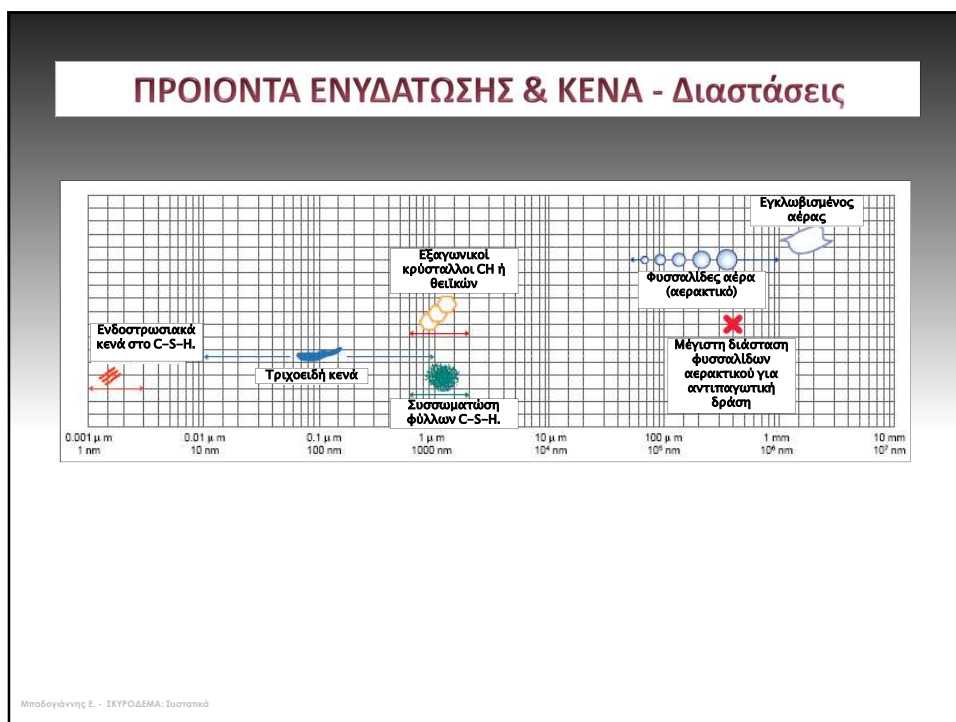 ΠΡΟΙΟΝΤΑ ΕΝΥΔΑΤΩΣΗΣ & ΚΕΝΑ - Διαστάσεις
Εγκλωβισμένος
αέρας
Εξαγωνικοί
κρύσταλλοι CH ή
θειϊκών
Φυσσαλίδες αέρα
(αερακτικό)
Ενδοστρωσιακά
κενά στο C–S–H.
Μέγιστη διάσταση
φυσσαλίδων
αερακτικού για
αντιπαγωτική
δράση
Τριχοειδή κενά
Συσσωματώση
φύλλων C–S–H.
0.001 μ m 0.01 μ m 0.1 μ m 1 μ m 10 μ m 100 μ m 1 mm 10 mm
1 nm 10 nm 100 nm 1000 nm 10⁴ nm 10⁵ nm 10⁶ nm 10⁷ nm
Μπαδογιάννης Ε. - ΣΚΥΡΟΔΕΜΑ: Συστατικά